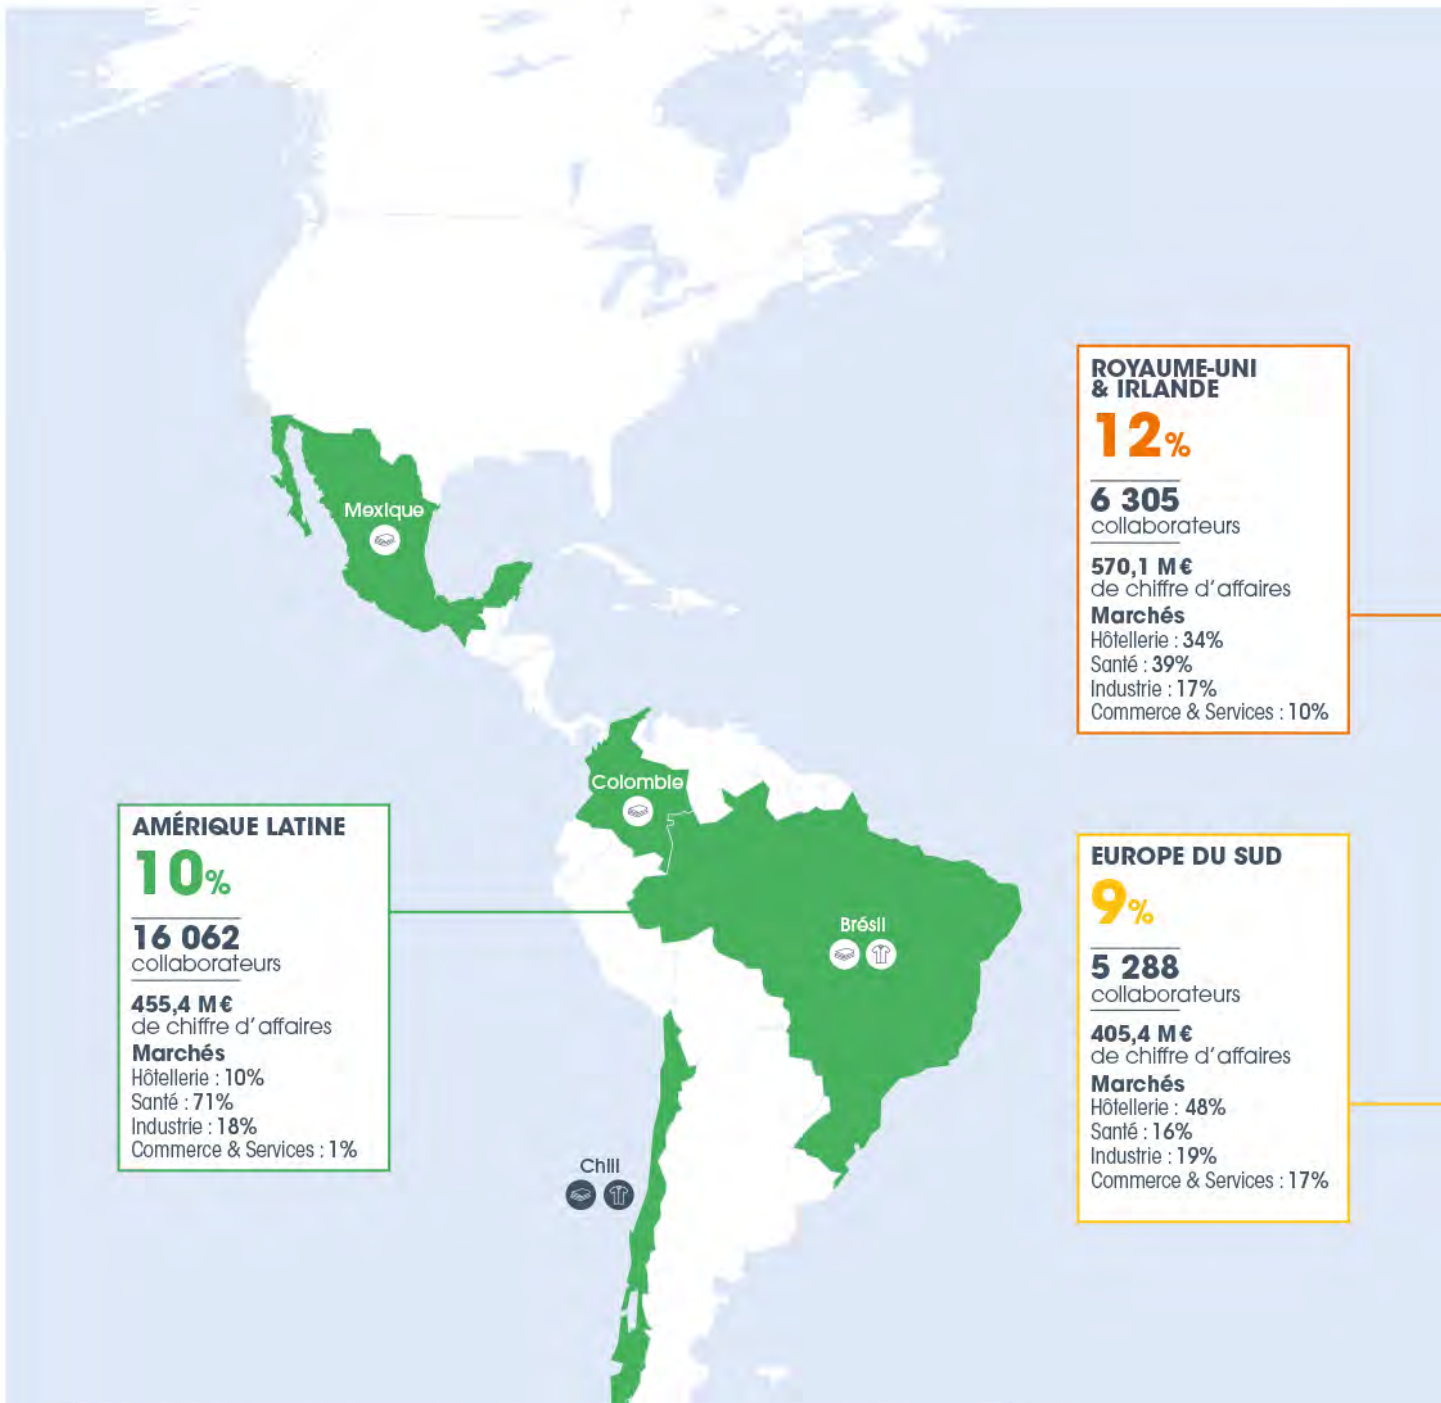 Mexique
Colombie
Brésil
Chili
AMÉRIQUE LATINE
10%
16 062
collaborateurs
455,4 M€
de chiffre d'affaires
Marchés
Hôtellerie : 10%
Santé : 71%
Industrie : 18%
Commerce & Services : 1%
ROYAUME-UNI
& IRLANDE
12%
6 305
collaborateurs
570,1 M€
de chiffre d'affaires
Marchés
Hôtellerie : 34%
Santé : 39%
Industrie : 17%
Commerce & Services : 10%
EUROPE DU SUD
9%
5 288
collaborateurs
405,4 M€
de chiffre d'affaires
Marchés
Hôtellerie : 48%
Santé : 16%
Industrie : 19%
Commerce & Services : 17%